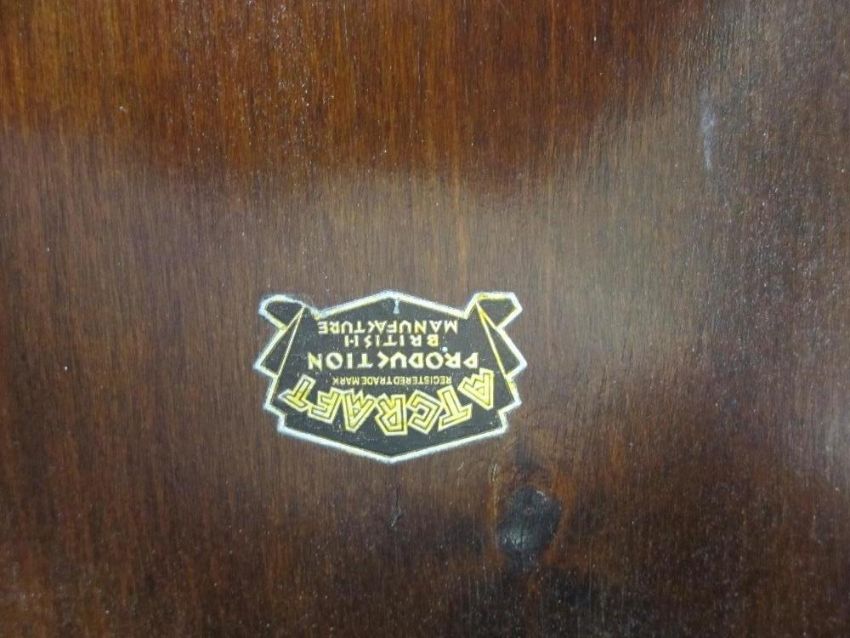 ATCRAFT
REGISTERED TRADE MARK
PRODUCTION
BRITISH
MANUFACTURE